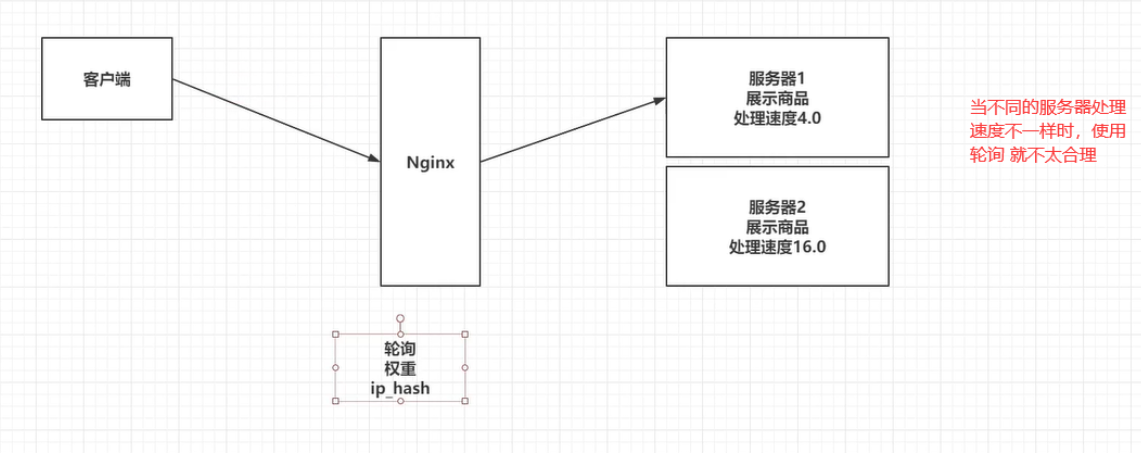 客户端
Nginx
服务器1
展示商品
处理速度4.0
服务器2
展示商品
处理速度16.0
当不同的服务器处理
速度不一样时，使用
轮询 就不太合理
轮询
权重
ip_hash